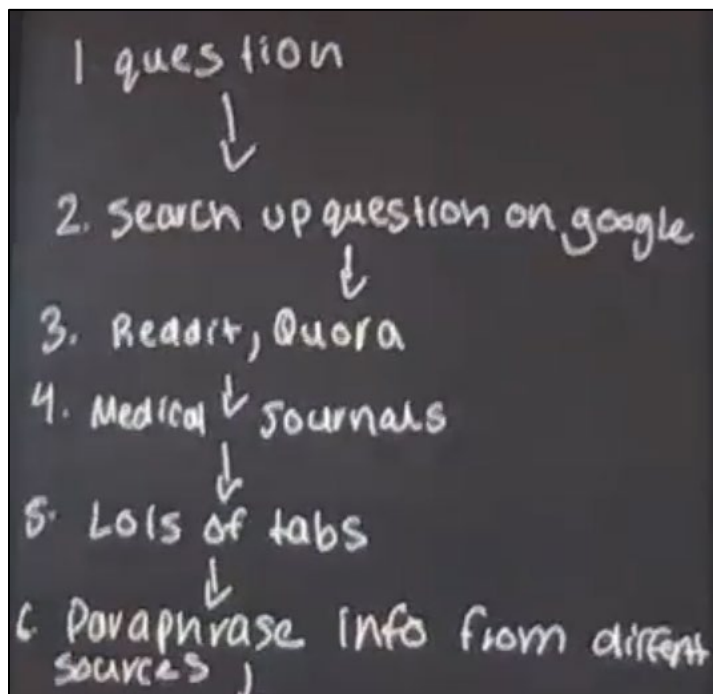 1 question
2. Search up question on google
3. Reddit, Quora
4. Medical Journals
5. Lots of tabs
6. Paraphrase info from different
sources